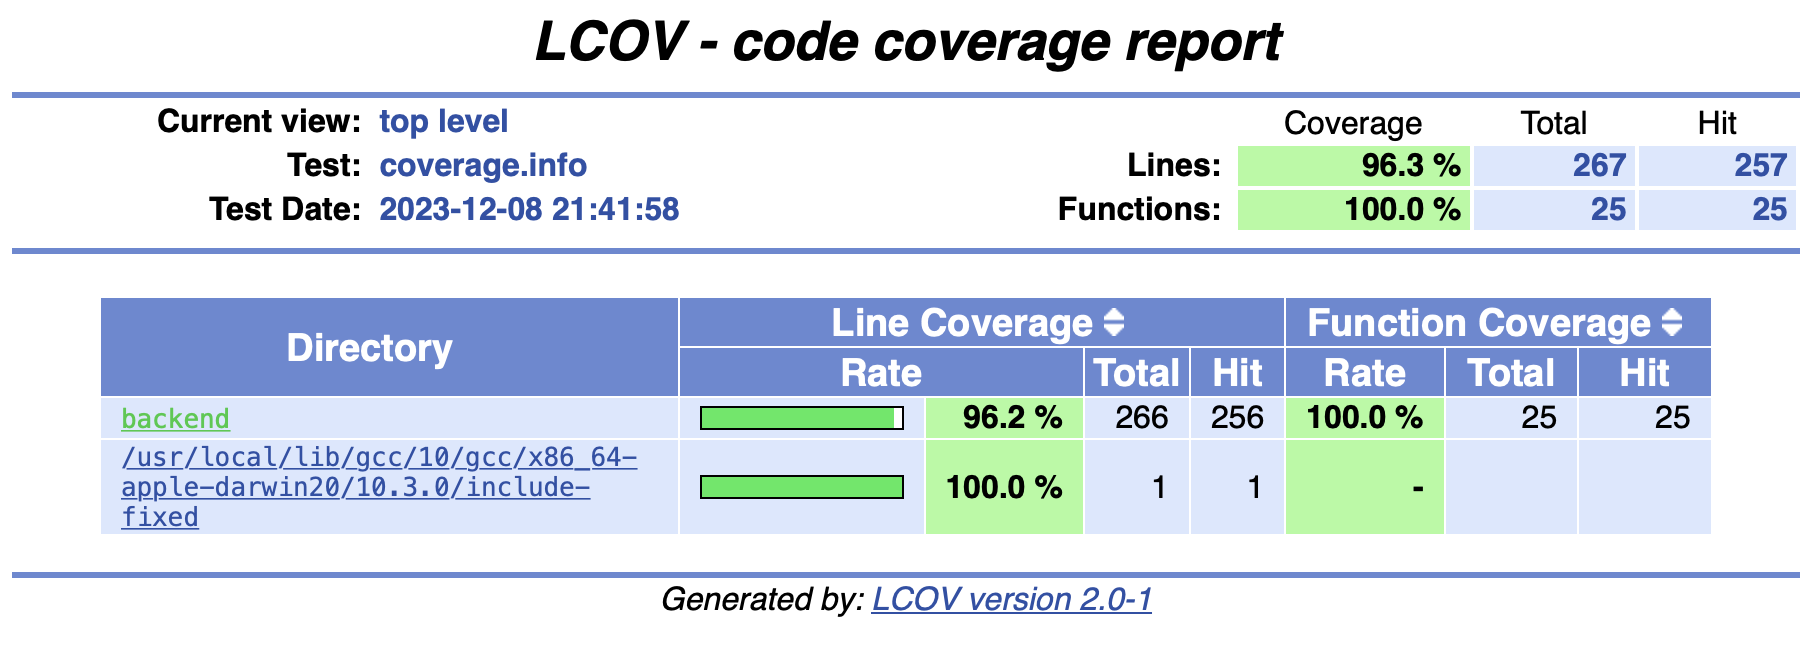 LCOV - code coverage report
Current view: top level
Coverage Total Hit
Test: coverage.info
Lines: 96.3 % 267 257
Test Date: 2023-12-08 21:41:58
Functions: 100.0 % 25 25
Directory
Line Coverage
Function Coverage
Rate Total Hit Rate Total Hit
backend 96.2 % 266 256 100.0 % 25 25
/usr/local/lib/gcc/10/gcc/x86_64-
apple-darwin20/10.3.0/include-
fixed
100.0 % 1 1 -
Generated by: LCOV version 2.0-1